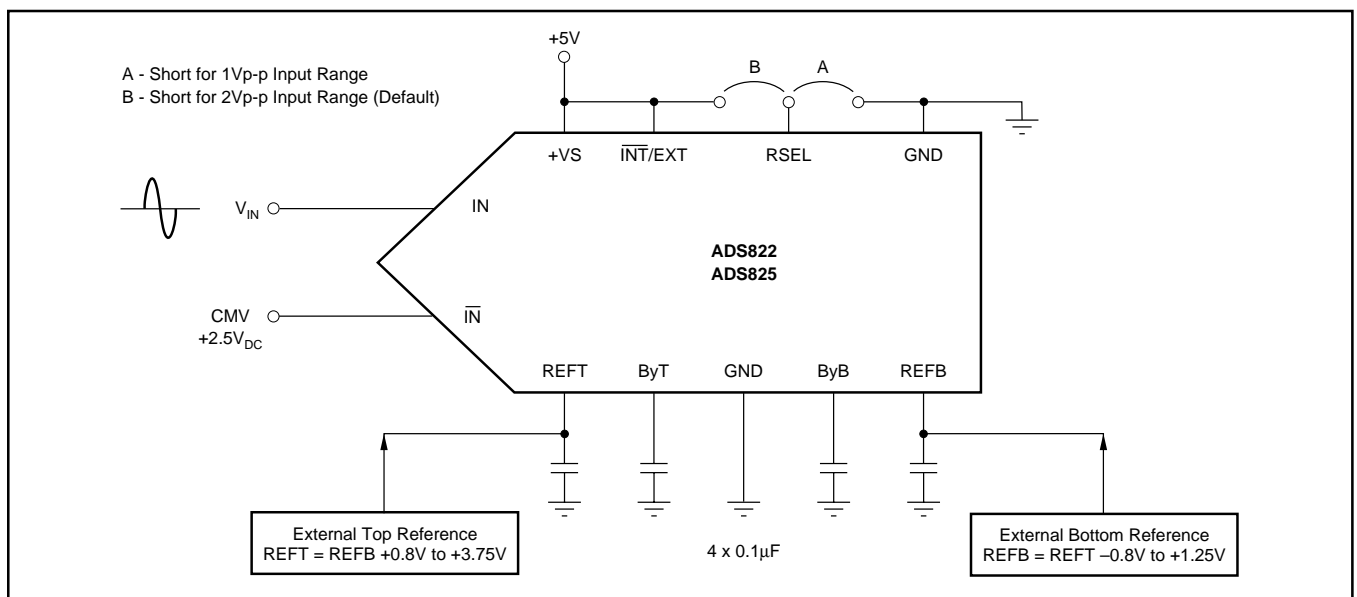 +5V
A - Short for 1Vp-p Input Range
B - Short for 2Vp-p Input Range (Default)
B
A
+VS
I̅N̅T̅/EXT
RSEL
GND
V_IN
IN
ADS822
ADS825
CMV
+2.5V_DC
I̅N̅
REFT
ByT
GND
ByB
REFB
External Top Reference
REFT = REFB +0.8V to +3.75V
4 x 0.1μF
External Bottom Reference
REFB = REFT –0.8V to +1.25V